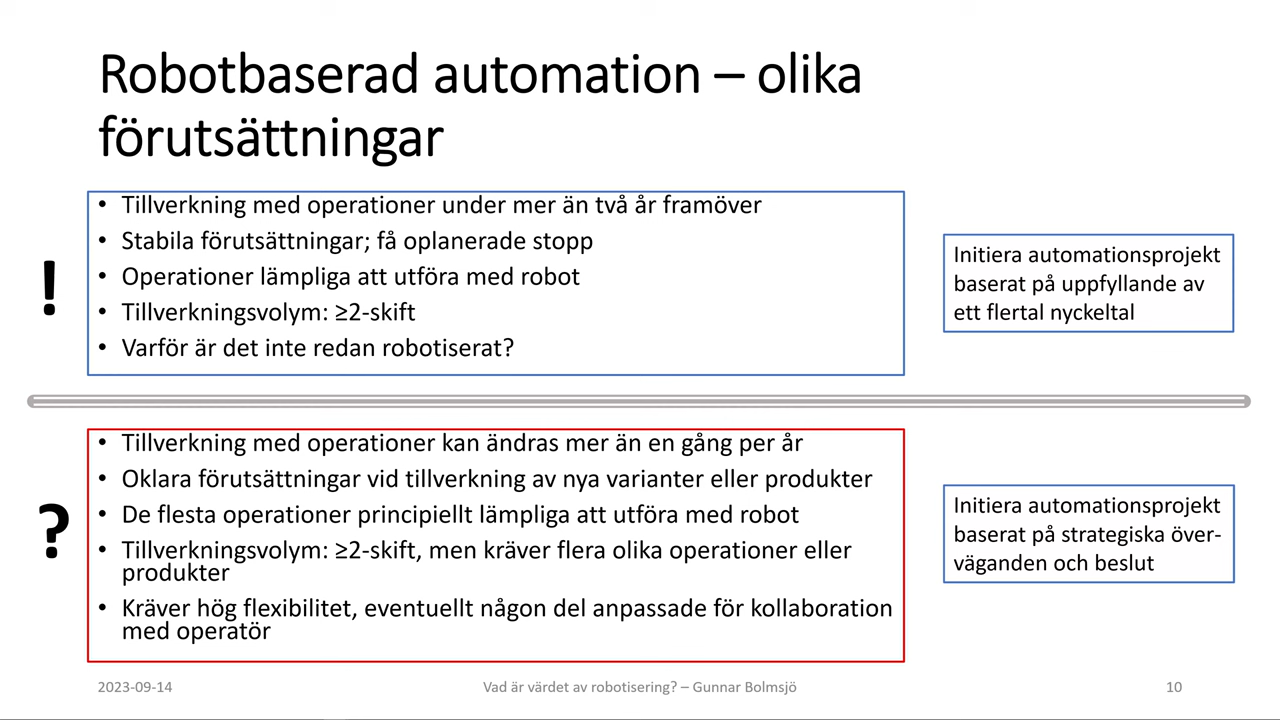 Robotbaserad automation – olika
förutsättningar
!
• Tillverkning med operationer under mer än två år framöver
• Stabila förutsättningar; få oplanerade stopp
• Operationer lämpliga att utföra med robot
• Tillverkningsvolym: ≥2-skift
• Varför är det inte redan robotiserat?
Initiera automationsprojekt
baserat på uppfyllande av
ett flertal nyckeltal
?
• Tillverkning med operationer kan ändras mer än en gång per år
• Oklara förutsättningar vid tillverkning av nya varianter eller produkter
• De flesta operationer principiellt lämpliga att utföra med robot
• Tillverkningsvolym: ≥2-skift, men kräver flera olika operationer eller
produkter
• Kräver hög flexibilitet, eventuellt någon del anpassade för kollaboration
med operatör
Initiera automationsprojekt
baserat på strategiska över-
väganden och beslut
2023-09-14
Vad är värdet av robotisering? – Gunnar Bolmsjö
10